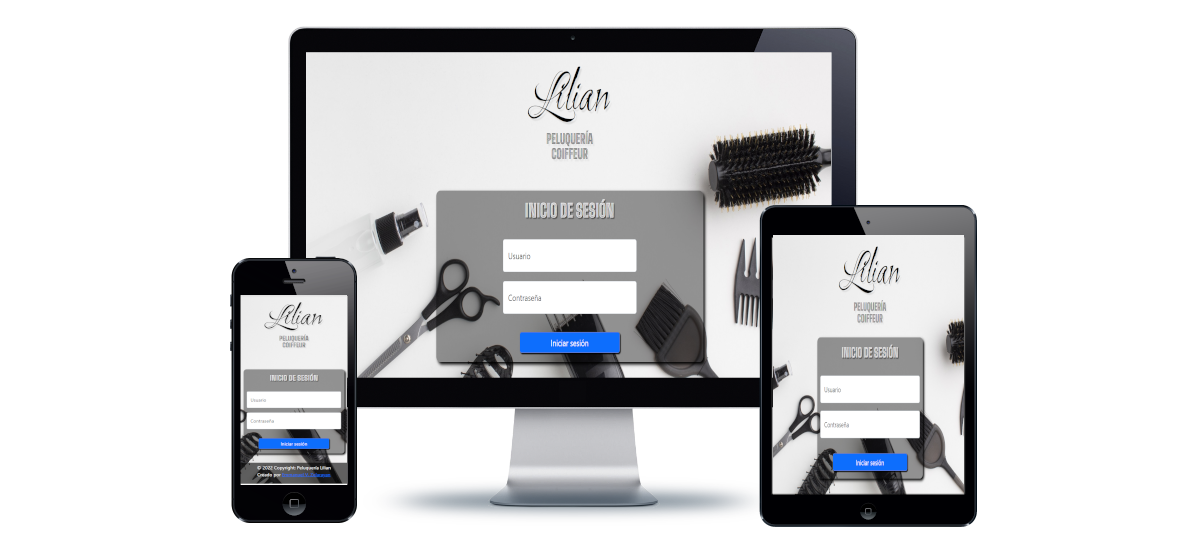 Lilian
PELUQUERÍA
COIFFEUR
INICIO DE SESIÓN
Usuario
Contraseña
Iniciar sesión
Lilian
PELUQUERÍA
COIFFEUR
INICIO DE SESIÓN
Usuario
Contraseña
Iniciar sesión
© 2022 Copyright: Peluquería Lilian
Creado por
Lilian
PELUQUERÍA
COIFFEUR
INICIO DE SESIÓN
Usuario
Contraseña
Iniciar sesión